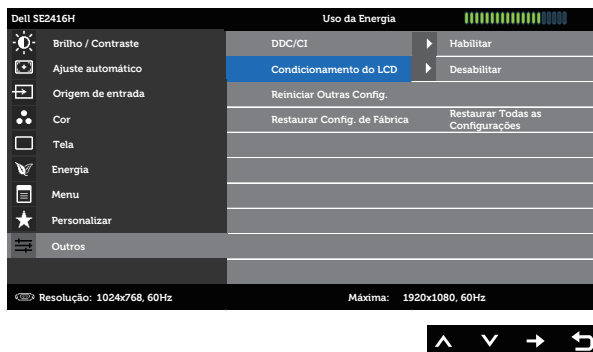 Dell SE2416H
Uso da Energia
Brilho / Contraste
DDC/CI
Habilitar
Ajuste automático
Condicionamento do LCD
Desabilitar
Origem de entrada
Reiniciar Outras Config.
Cor
Restaurar Config. de Fábrica
Restaurar Todas as
Configurações
Tela
Energia
Menu
Personalizar
Outros
Resolução: 1024x768, 60Hz
Máxima: 1920x1080, 60Hz